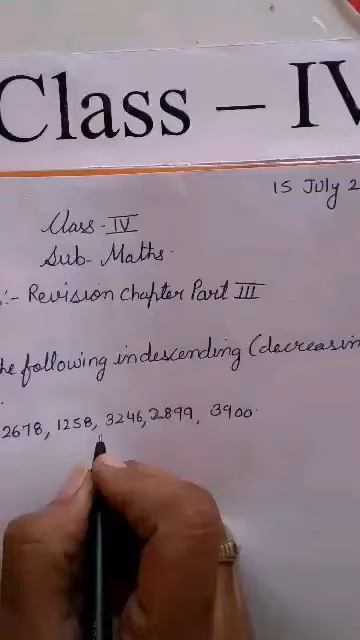 Class – IV
15 July 2
Class - IV
Sub - Maths.
:- Revision Chapter Part III
he following in descending (decreasin
2678, 1258, 3246, 2899, 3900.